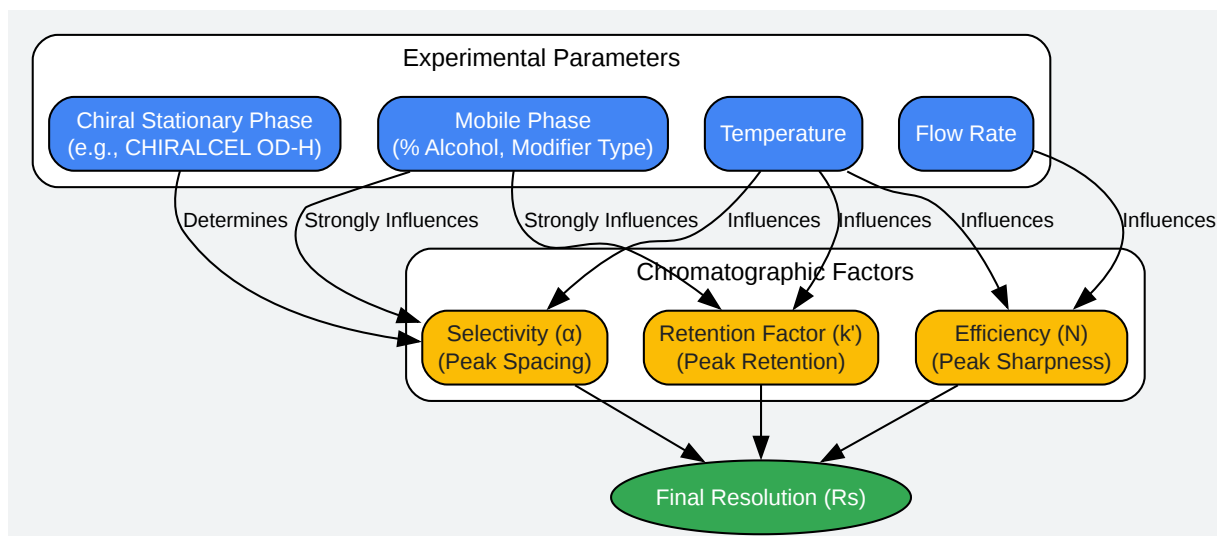 Experimental Parameters
Chiral Stationary Phase
(e.g., CHIRALCEL OD-H)
Mobile Phase
(% Alcohol, Modifier Type)
Temperature
Flow Rate
Determines
Strongly Influences
Strongly Influences
Influences
Influences
Influences
Influences
Chromatographic Factors
Selectivity (α)
(Peak Spacing)
Retention Factor (k')
(Peak Retention)
Efficiency (N)
(Peak Sharpness)
Final Resolution (Rs)